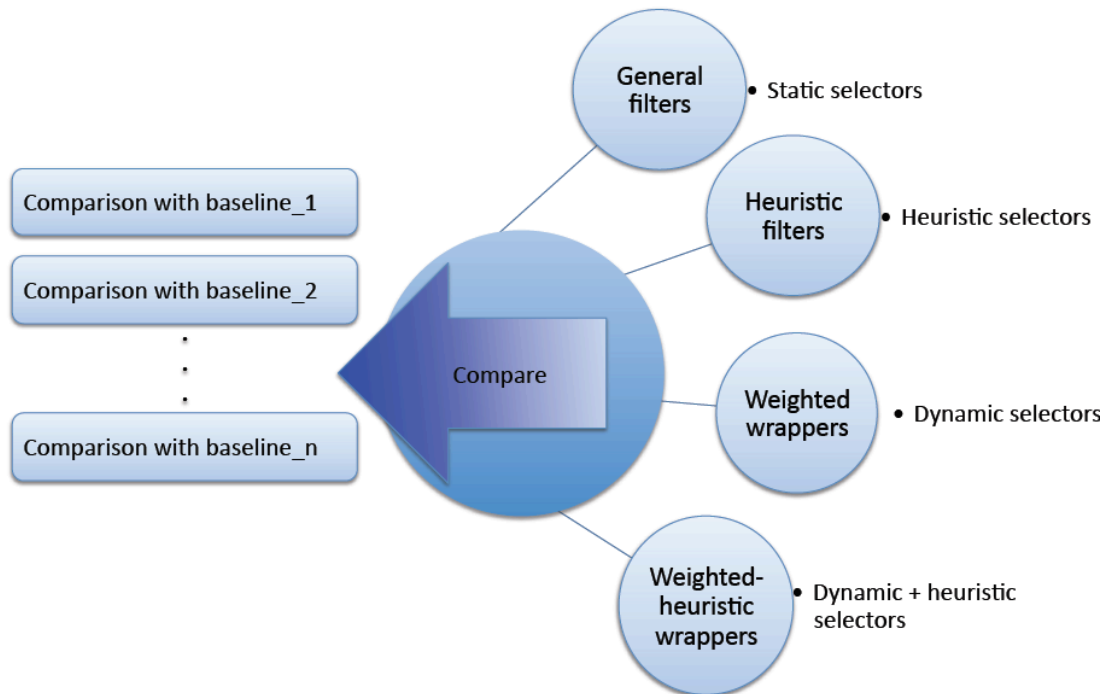 General
filters
• Static selectors
Heuristic
filters
• Heuristic selectors
Comparison with baseline_1
Comparison with baseline_2
.
.
.
Comparison with baseline_n
Compare
Weighted
wrappers
• Dynamic selectors
Weighted-
heuristic
wrappers
• Dynamic + heuristic
selectors